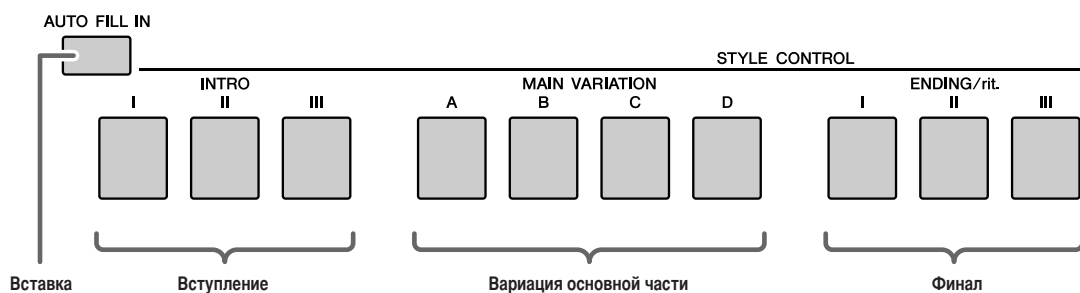 AUTO FILL IN
STYLE CONTROL
INTRO MAIN VARIATION ENDING/rit.
I II III A B C D I II III
Вставка Вступление Вариация основной части Финал